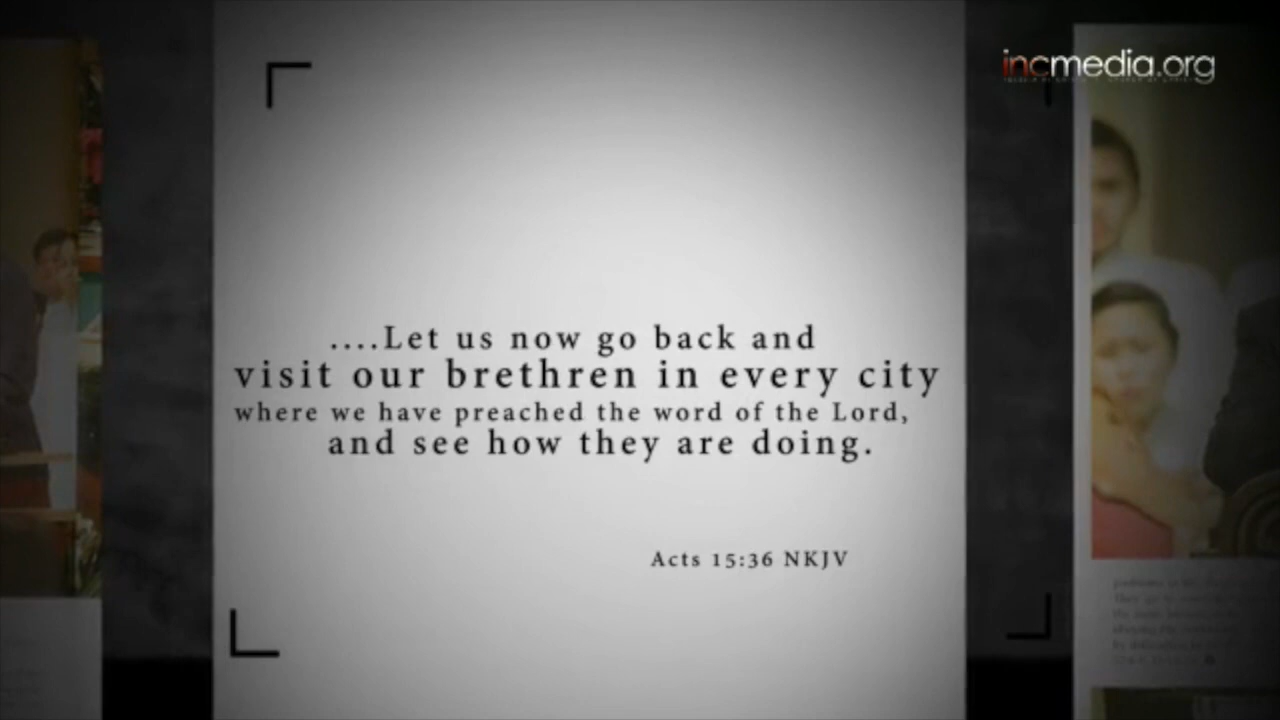 incmedia.org
....Let us now go back and
visit our brethren in every city
where we have preached the word of the Lord,
and see how they are doing.
Acts 15:36 NKJV